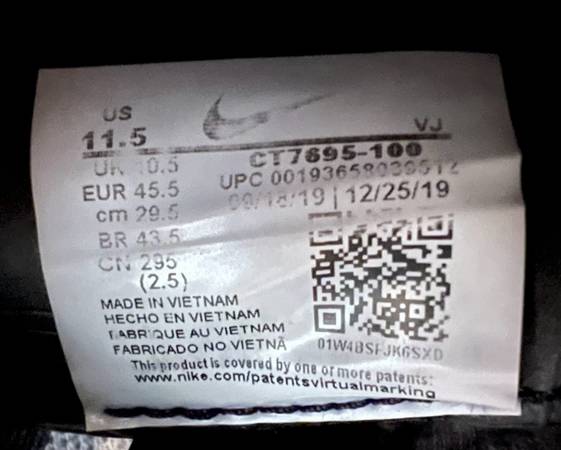 US
11.5
VJ
UK 10.5
CT7695-100
EUR 45.5
UPC
cm 29.5
09/18/19 | 12/25/19
BR 43.5
CN 295
(2.5)
MADE IN VIETNAM
HECHO EN VIETNAM
FABRIQUE AU VIETNAM
FABRICADO NO VIETNÃ
This product is covered by one or more patents:
www.nike.com/patentsvirtualmarking